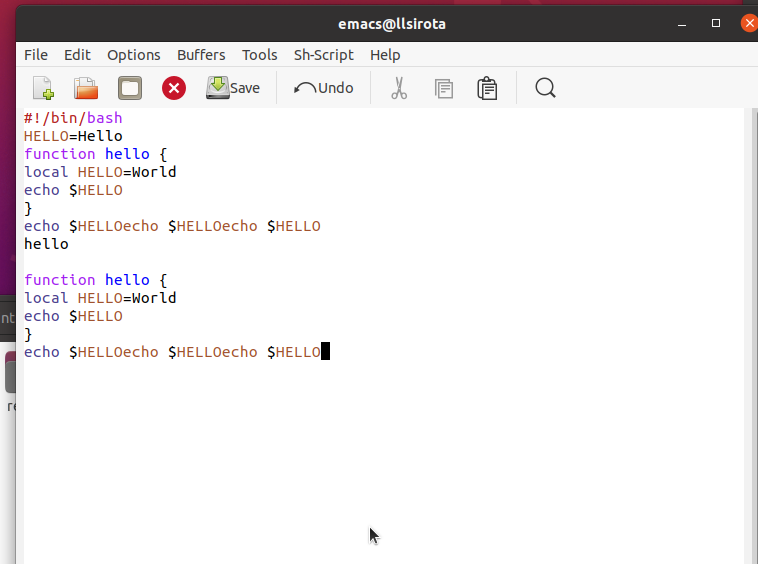 emacs@llsirota
File Edit Options Buffers Tools Sh-Script Help
Save Undo
#!/bin/bash
HELLO=Hello
function hello {
local HELLO=World
echo $HELLO
}
echo $HELLOecho $HELLOecho $HELLO
hello
function hello {
local HELLO=World
echo $HELLO
}
echo $HELLOecho $HELLOecho $HELLO
nt
re